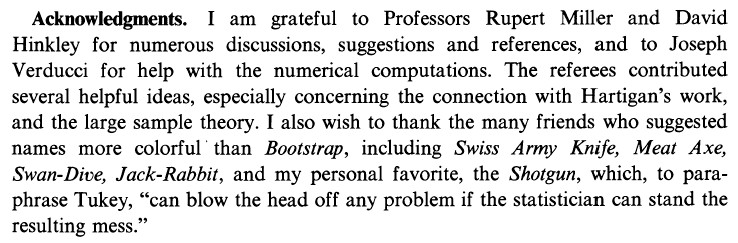 Acknowledgments. I am grateful to Professors Rupert Miller and David
Hinkley for numerous discussions, suggestions and references, and to Joseph
Verducci for help with the numerical computations. The referees contributed
several helpful ideas, especially concerning the connection with Hartigan's work,
and the large sample theory. I also wish to thank the many friends who suggested
names more colorful than Bootstrap, including Swiss Army Knife, Meat Axe,
Swan-Dive, Jack-Rabbit, and my personal favorite, the Shotgun, which, to para-
phrase Tukey, “can blow the head off any problem if the statistician can stand the
resulting mess.”